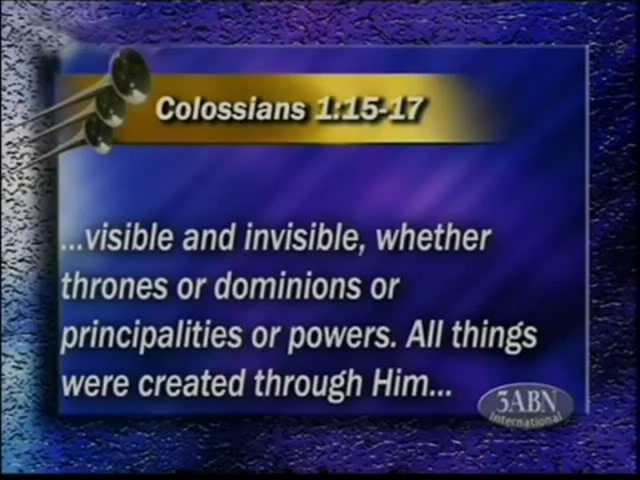 Colossians 1:15-17
...visible and invisible, whether
thrones or dominions or
principalities or powers. All things
were created through Him...
3ABN
International